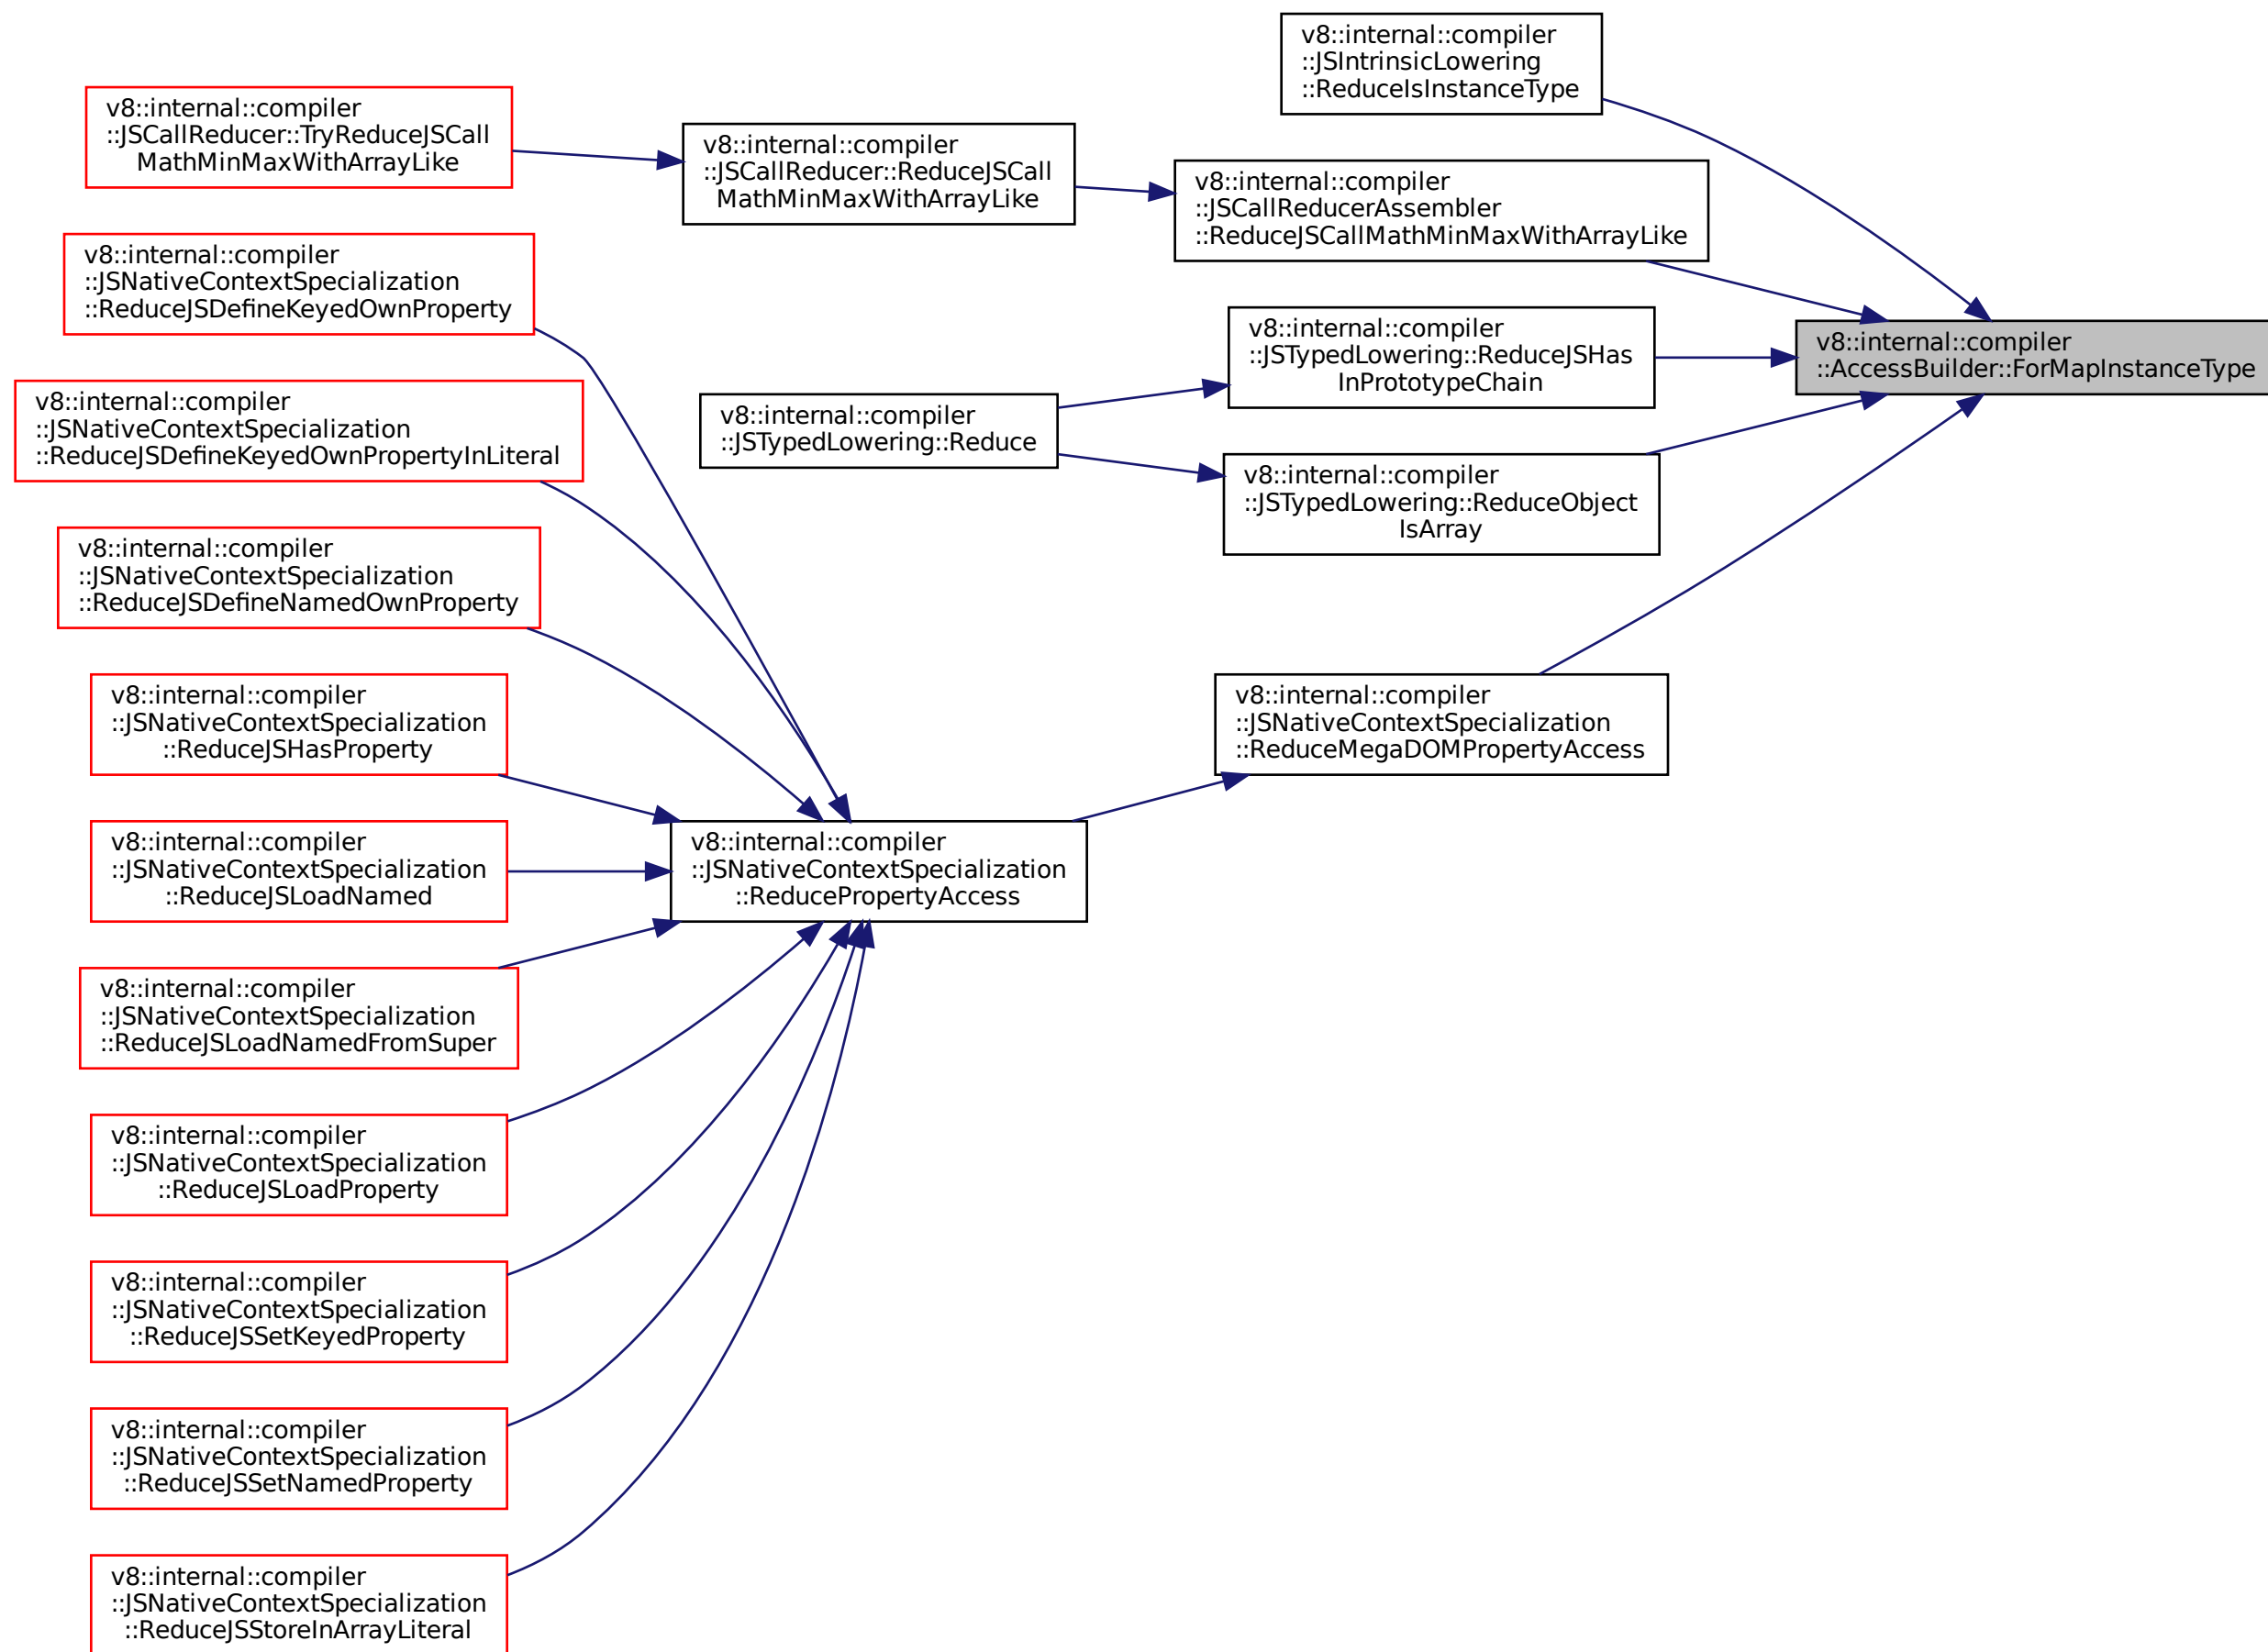 v8::internal::compiler
::JSIntrinsicLowering
::ReduceIsInstanceType
v8::internal::compiler
::JSCallReducer::TryReduceJSCall
MathMinMaxWithArrayLike
v8::internal::compiler
::JSCallReducer::ReduceJSCall
MathMinMaxWithArrayLike
v8::internal::compiler
::JSCallReducerAssembler
::ReduceJSCallMathMinMaxWithArrayLike
v8::internal::compiler
::JSNativeContextSpecialization
::ReduceJSDefineKeyedOwnProperty
v8::internal::compiler
::JSTypedLowering::ReduceJSHas
InPrototypeChain
v8::internal::compiler
::AccessBuilder::ForMapInstanceType
v8::internal::compiler
::JSNativeContextSpecialization
::ReduceJSDefineKeyedOwnPropertyInLiteral
v8::internal::compiler
::JSTypedLowering::Reduce
v8::internal::compiler
::JSTypedLowering::ReduceObject
IsArray
v8::internal::compiler
::JSNativeContextSpecialization
::ReduceJSDefineNamedOwnProperty
v8::internal::compiler
::JSNativeContextSpecialization
::ReduceJSHasProperty
v8::internal::compiler
::JSNativeContextSpecialization
::ReduceMegaDOMPropertyAccess
v8::internal::compiler
::JSNativeContextSpecialization
::ReduceJSLoadNamed
v8::internal::compiler
::JSNativeContextSpecialization
::ReducePropertyAccess
v8::internal::compiler
::JSNativeContextSpecialization
::ReduceJSLoadNamedFromSuper
v8::internal::compiler
::JSNativeContextSpecialization
::ReduceJSLoadProperty
v8::internal::compiler
::JSNativeContextSpecialization
::ReduceJSSetKeyedProperty
v8::internal::compiler
::JSNativeContextSpecialization
::ReduceJSSetNamedProperty
v8::internal::compiler
::JSNativeContextSpecialization
::ReduceJSStoreInArrayLiteral